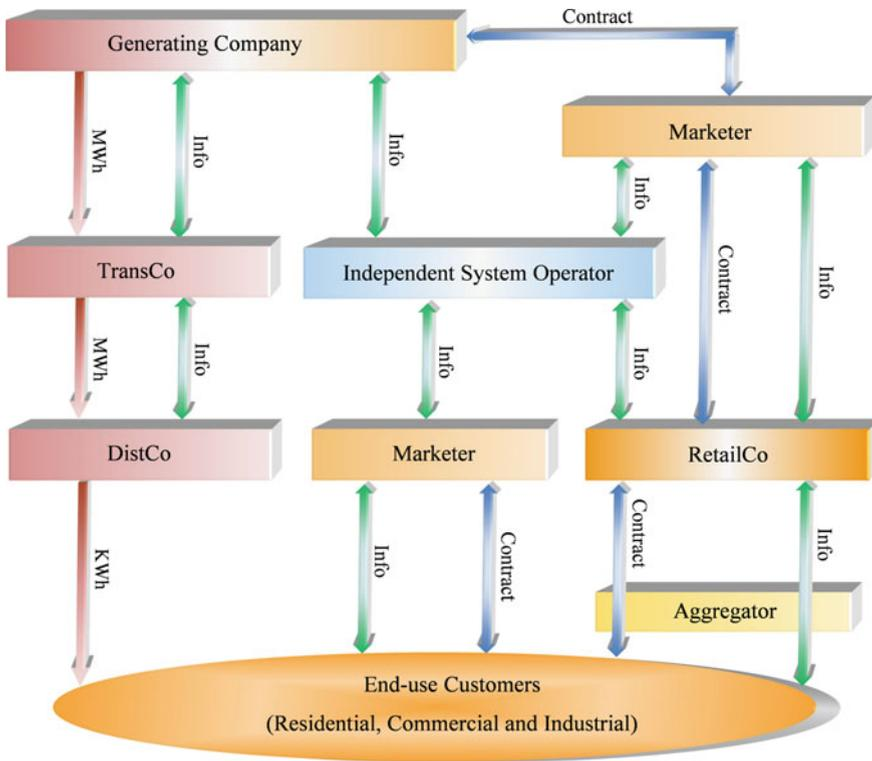 Contract
Generating Company
Marketer
MWh
Info
Info
Info
Contract
Info
TransCo
Independent System Operator
MWh
Info
Info
Info
DistCo
Marketer
RetailCo
KWh
Info
Contract
Contract
Info
Aggregator
End-use Customers
(Residential, Commercial and Industrial)